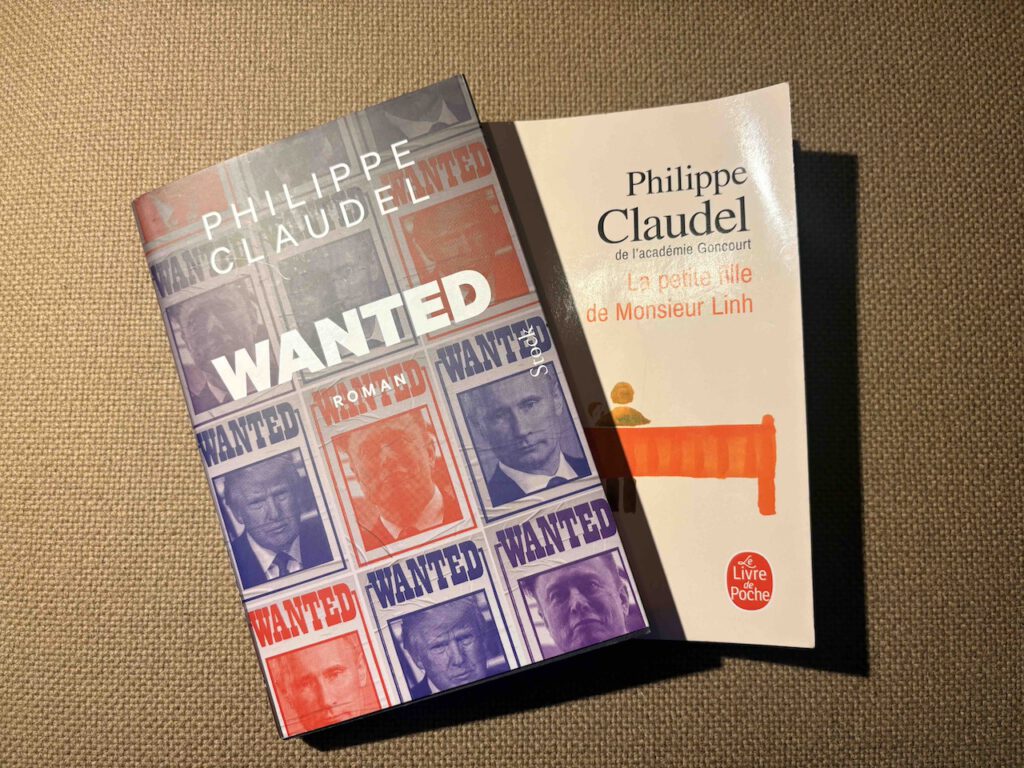 PHILIPPE
CLAUDEL
WANTED
ROMAN
Stock
WANTED
WANTED
WANTED
WANTED
WANTED
WANTED
WANTED
WANTED
WANTED
Philippe
Claudel
de l'académie Goncourt
La petite fille
de Monsieur Linh
Le
Livre
de
Poche